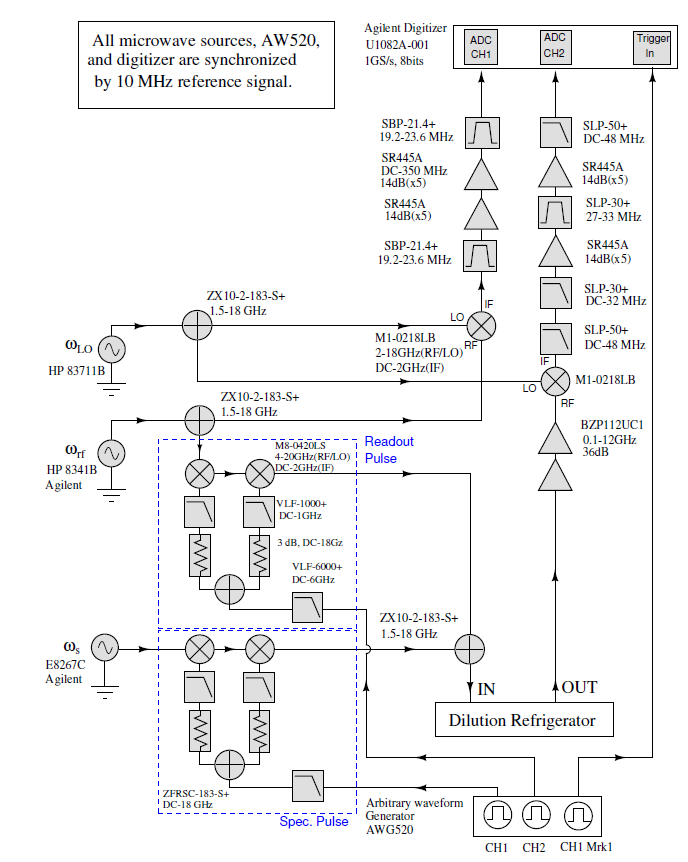 All microwave sources, AW520,
and digitizer are synchronized
by 10 MHz reference signal.
Agilent Digitizer
U1082A-001
1GS/s, 8bits
ADC
CH1
ADC
CH2
Trigger
In
SBP-21.4+
19.2-23.6 MHz
SR445A
DC-350 MHz
14dB(x5)
SR445A
14dB(x5)
SBP-21.4+
19.2-23.6 MHz
SLP-50+
DC-48 MHz
SR445A
14dB(x5)
SLP-30+
27-33 MHz
SR445A
14dB(x5)
SLP-30+
DC-32 MHz
SLP-50+
DC-48 MHz
ZX10-2-183-S+
1.5-18 GHz
ωLO
HP 83711B
IF
LO
RF
M1-0218LB
2-18GHz(RF/LO)
DC-2GHz(IF)
IF
LO
RF
M1-0218LB
BZP112UC1
0.1-12GHz
36dB
ZX10-2-183-S+
1.5-18 GHz
ωrf
HP 8341B
Agilent
Readout
Pulse
M8-0420LS
4-20GHz(RF/LO)
DC-2GHz(IF)
VLF-1000+
DC-1GHz
3 dB, DC-18Gz
VLF-6000+
DC-6GHz
ZX10-2-183-S+
1.5-18 GHz
ωs
E8267C
Agilent
IN
OUT
Dilution Refrigerator
ZFRSC-183-S+
DC-18 GHz
Spec. Pulse
Arbitrary waveform
Generator
AWG520
CH1
CH2
CH1 Mrk1